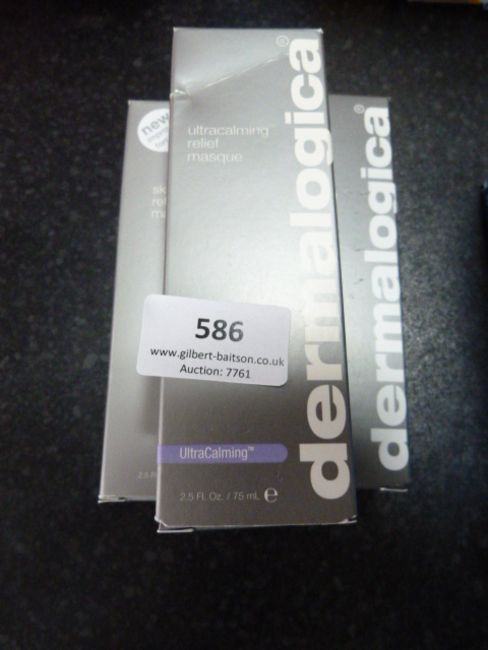 ultracalming
relief
masque
dermalogica®
586
www.gilbert-baitson.co.uk
Auction: 7761
UltraCalming™
2.5 Fl. Oz. / 75 mL ℮
new
dermalogica®